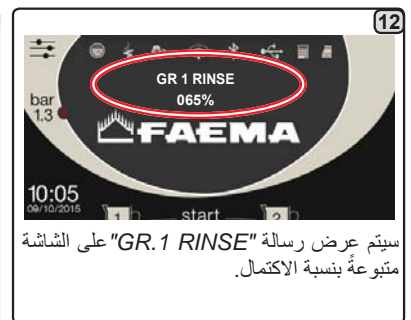 12
GR 1 RINSE
065%
bar
1.3
FAEMA
10:05
09/10/2015
1 start 2
سيتم عرض رسالة "GR.1 RINSE" على الشاشة
متبوعةً بنسبة الاكتمال.